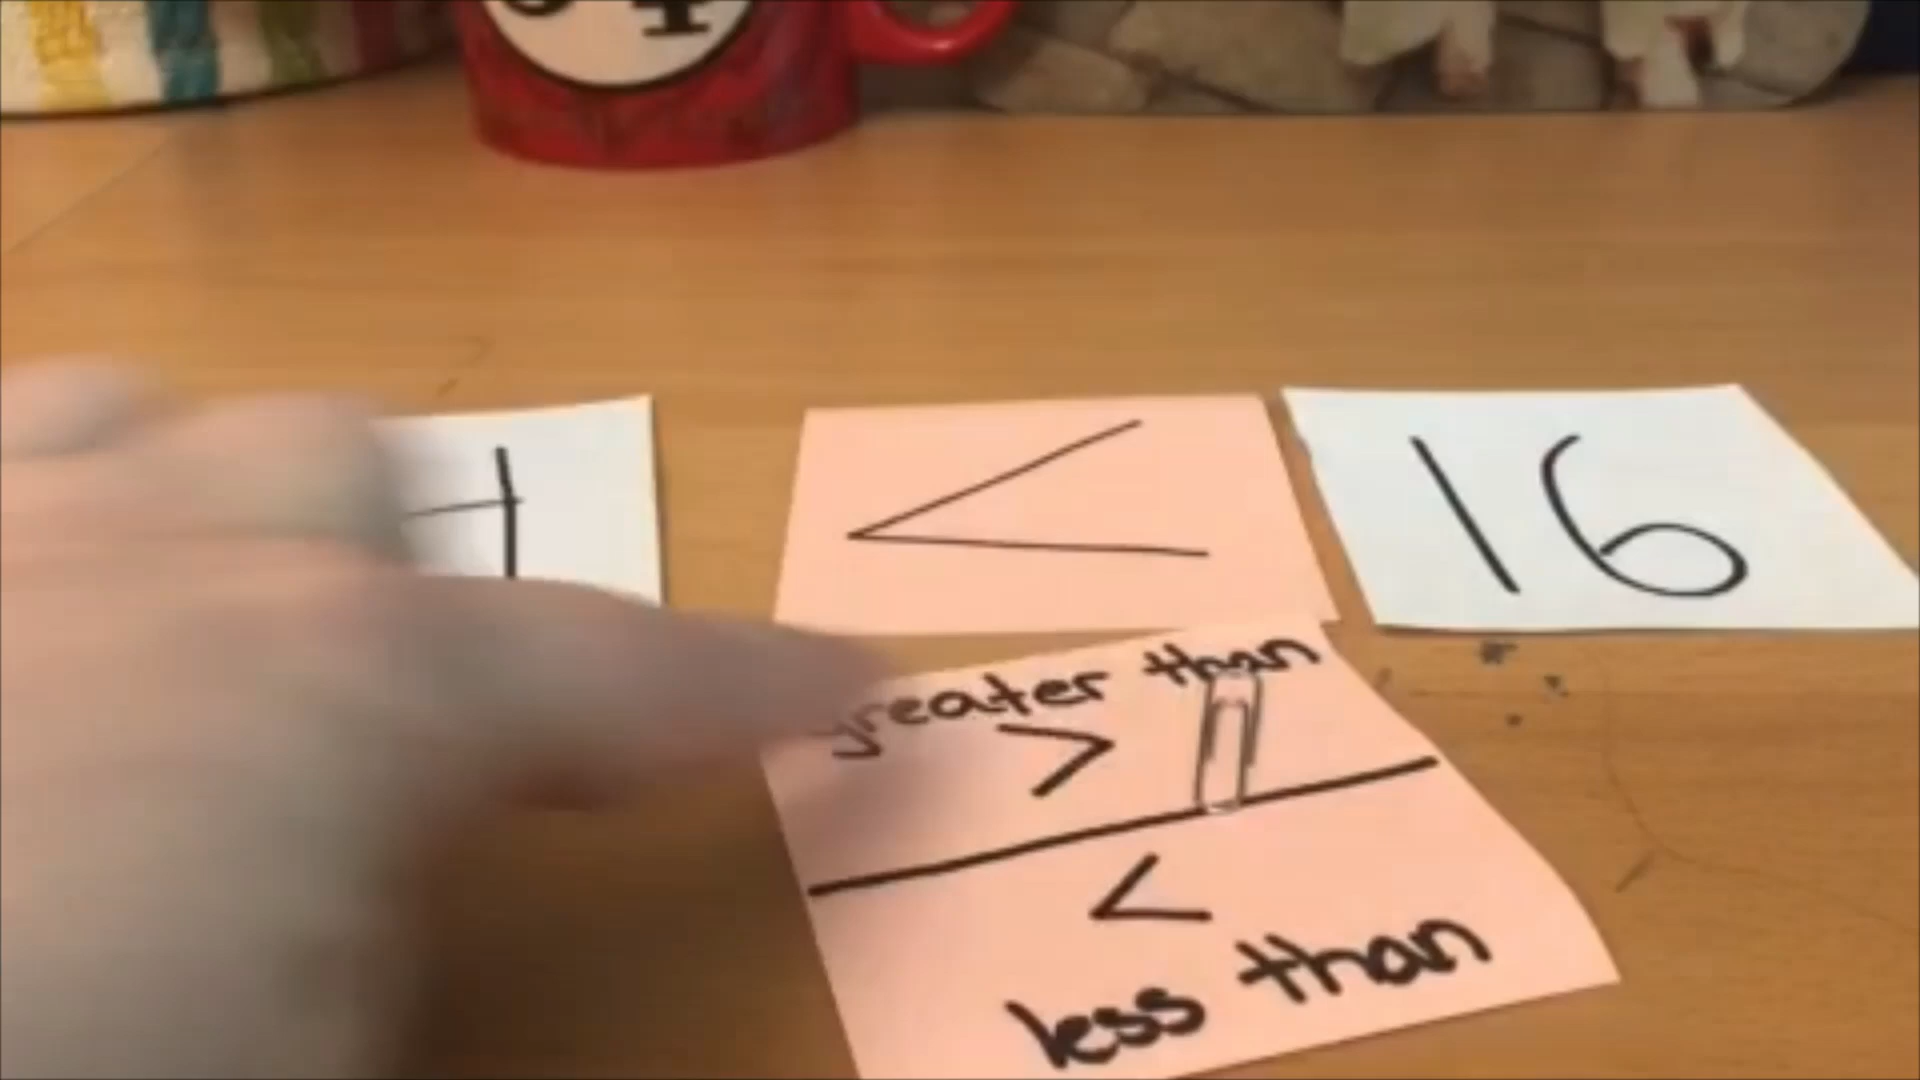 < 16
greater than
>
<
less than